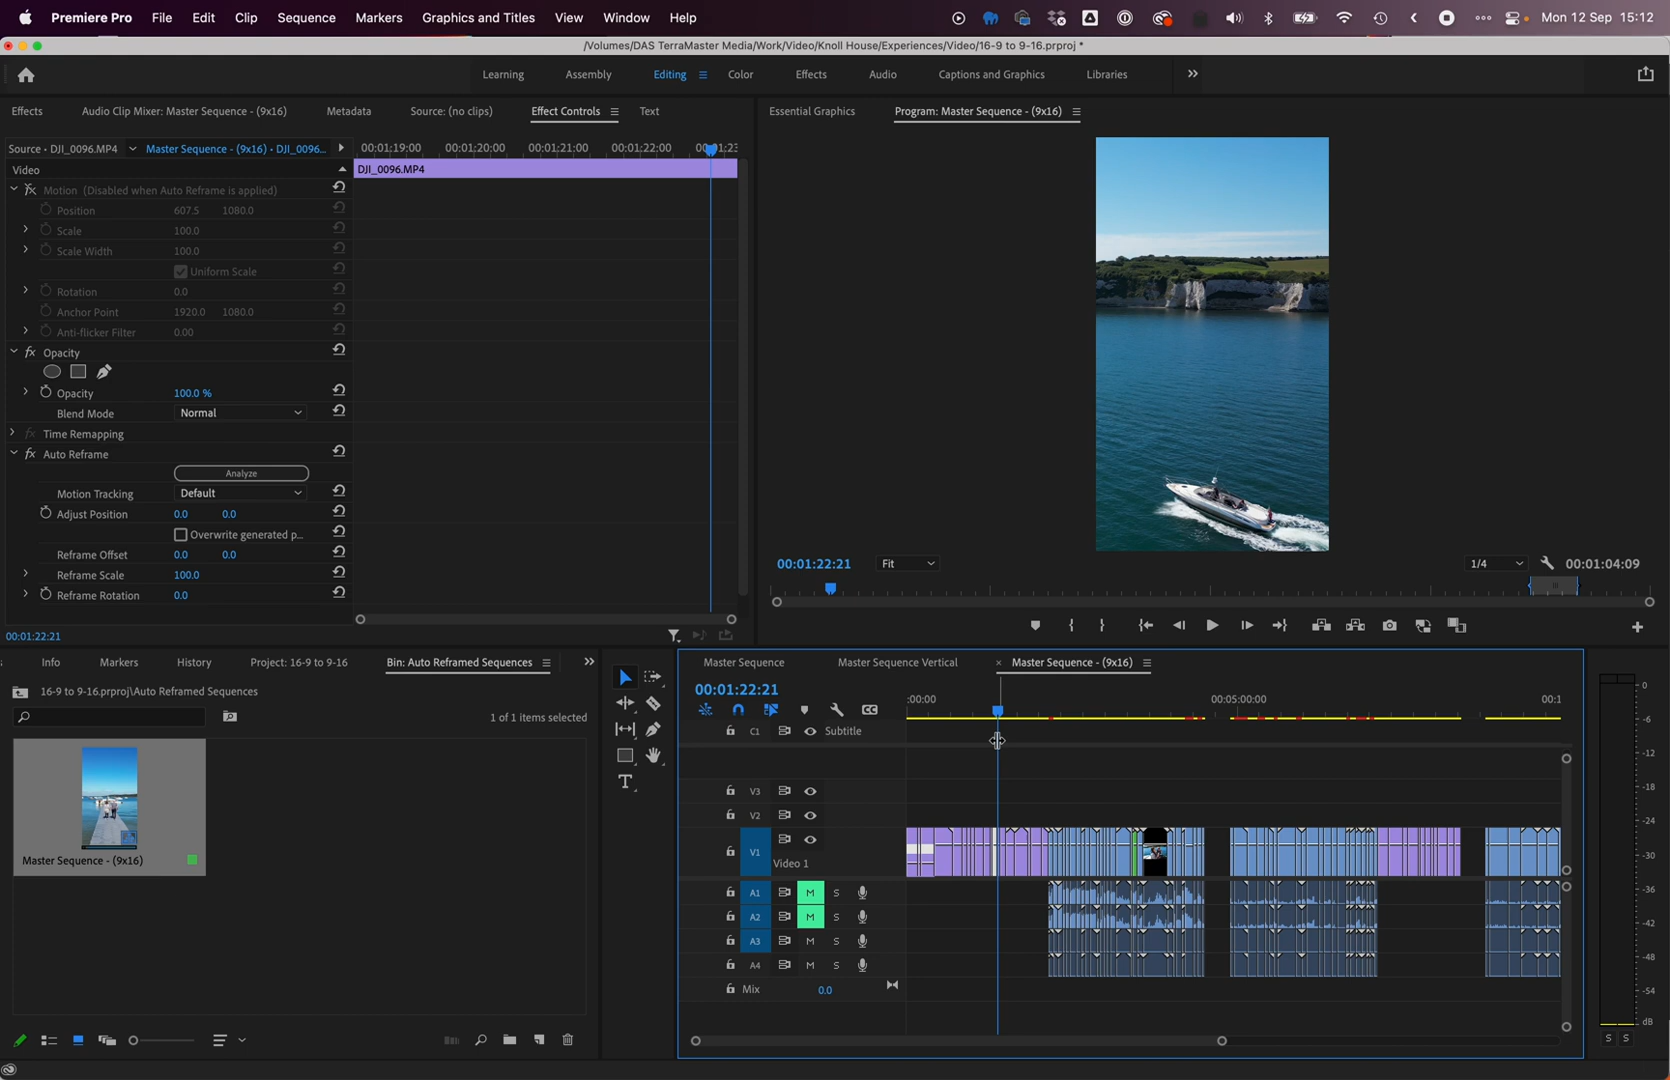 Premiere Pro File Edit Clip Sequence Markers Graphics and Titles View Window Help Mon 12 Sep 15:12
/Volumes/DAS TerraMaster Media/Work/Video/Knoll House/Experiences/Video/16-9 to 9-16.prproj *
Learning Assembly Editing Color Effects Audio Captions and Graphics Libraries
Effects Audio Clip Mixer: Master Sequence - (9x16) Metadata Source: (no clips) Effect Controls Text
Essential Graphics Program: Master Sequence - (9x16)
Source • DJI_0096.MP4 Master Sequence - (9x16) • DJI_0096... 00:01:19:00 00:01:20:00 00:01:21:00 00:01:22:00
Video DJI_0096.MP4
fx Motion (Disabled when Auto Reframe is applied)
Position 607.5 1080.0
Scale 100.0
Scale Width 100.0
Uniform Scale
Rotation 0.0
Anchor Point 1920.0 1080.0
Anti-flicker Filter 0.00
fx Opacity
Opacity 100.0 %
Blend Mode Normal
fx Time Remapping
fx Auto Reframe
Analyze
Motion Tracking Default
Adjust Position 0.0 0.0
Overwrite generated p...
Reframe Offset 0.0 0.0
Reframe Scale 100.0
Reframe Rotation 0.0
00:01:22:21
00:01:22:21 Fit 1/4 00:01:04:09
Info Markers History Project: 16-9 to 9-16 Bin: Auto Reframed Sequences
16-9 to 9-16.prproj\Auto Reframed Sequences
1 of 1 items selected
Master Sequence - (9x16)
Master Sequence Master Sequence Vertical × Master Sequence - (9x16)
00:01:22:21 :00:00 00:05:00:00 00:1
CC
C1 Subtitle
V3
V2
V1 Video 1
A1 M S
A2 M S
A3 M S
A4 M S
Mix 0.0
0
-6
-12
-18
-24
-30
-36
-42
-48
-54
dB
S S